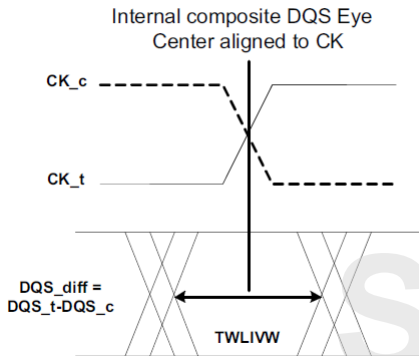 Internal composite DQS Eye
Center aligned to CK
CK_c
CK_t
DQS_diff =
DQS_t-DQS_c
TWLIVW
S